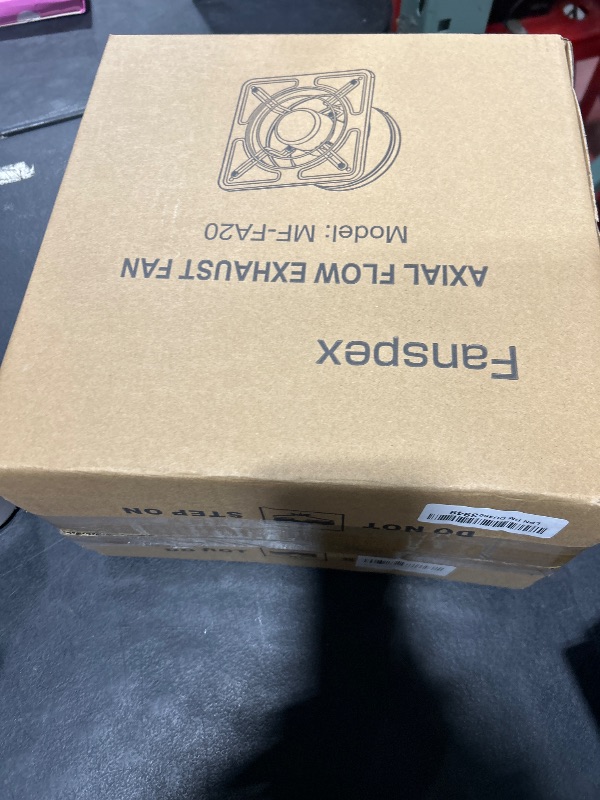 Fanspex
AXIAL FLOW EXHAUST FAN
Model: MF-FA20
DO NOT
STEP ON